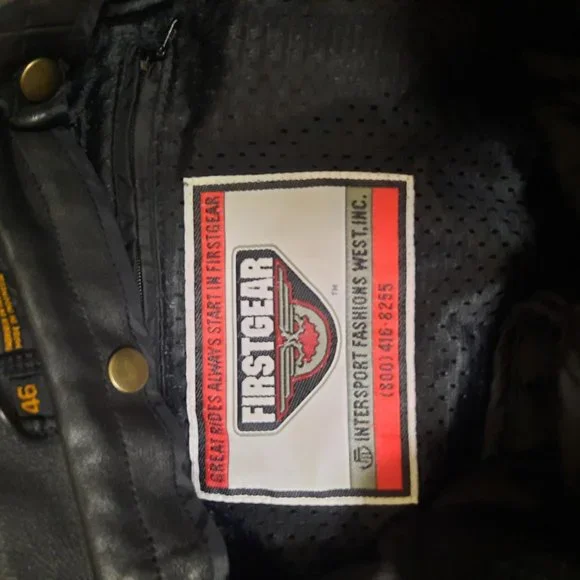 GREAT RIDES ALWAYS START IN FIRSTGEAR
FIRSTGEAR
TM
INTERSPORT FASHIONS WEST, INC.
(800) 416-8255
46